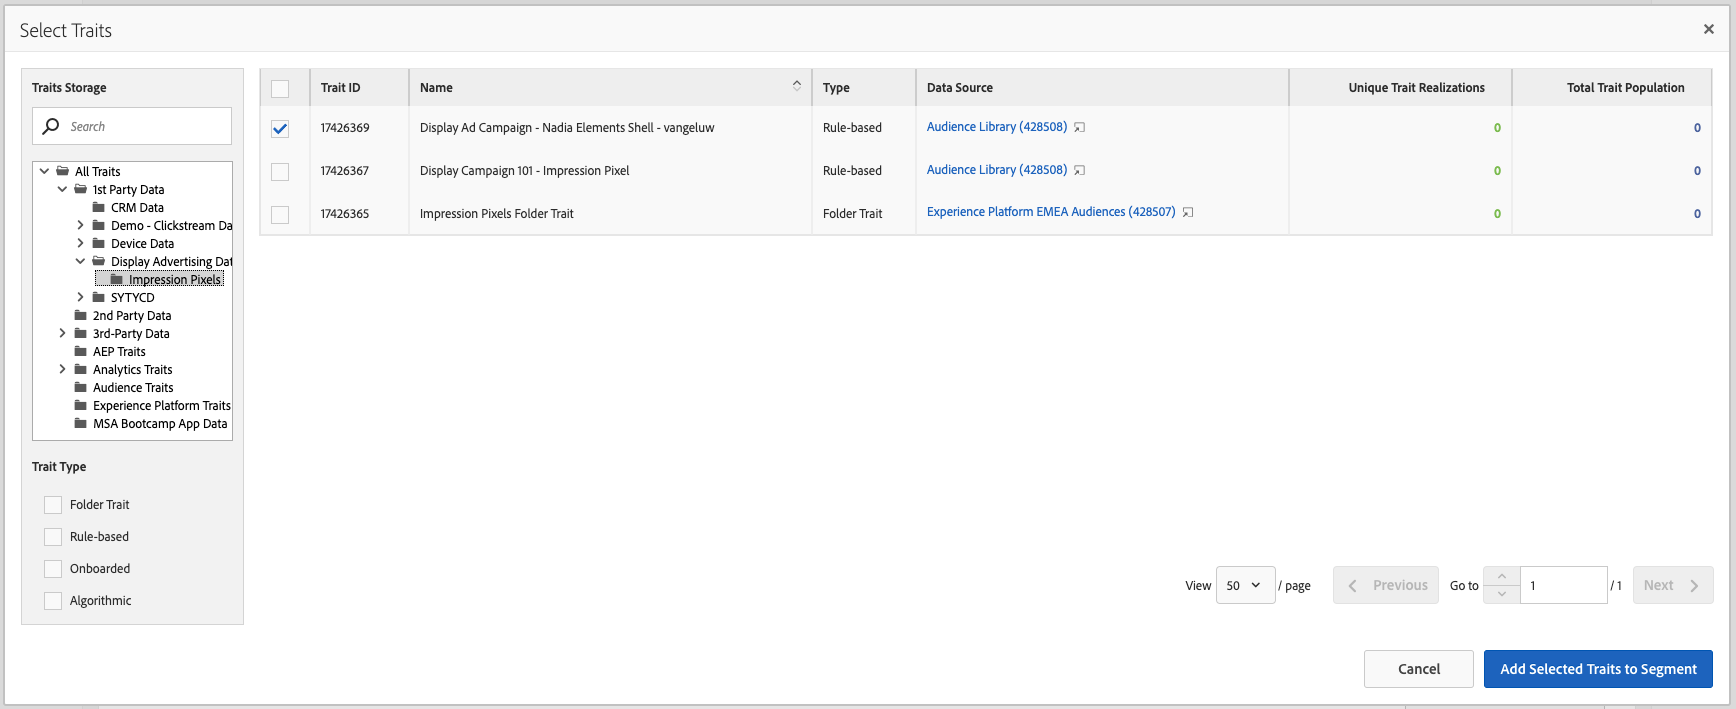 Select Traits
Traits Storage
Search
All Traits
1st Party Data
CRM Data
Demo - Clickstream Da
Device Data
Display Advertising Dat
Impression Pixels
SYTYCD
2nd Party Data
3rd-Party Data
AEP Traits
Analytics Traits
Audience Traits
Experience Platform Traits
MSA Bootcamp App Data
Trait Type
Folder Trait
Rule-based
Onboarded
Algorithmic
Trait ID Name Type Data Source Unique Trait Realizations Total Trait Population
17426369 Display Ad Campaign - Nadia Elements Shell - vangeluw Rule-based Audience Library (428508) 0 0
17426367 Display Campaign 101 - Impression Pixel Rule-based Audience Library (428508) 0 0
17426365 Impression Pixels Folder Trait Folder Trait Experience Platform EMEA Audiences (428507) 0 0
View 50 / page Previous Go to 1 / 1 Next
Cancel Add Selected Traits to Segment